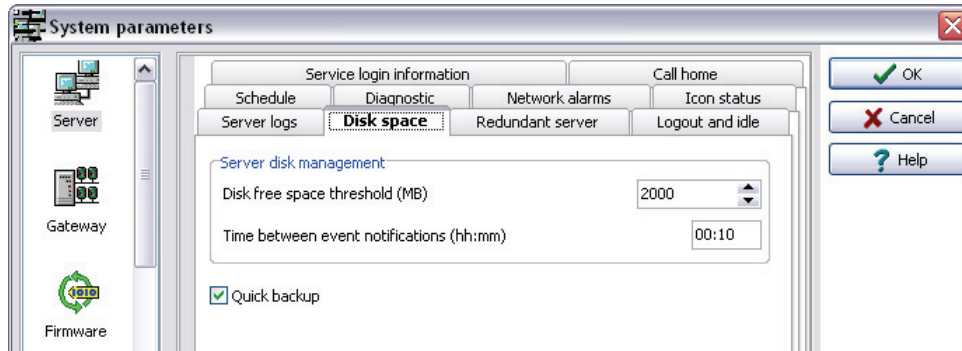 System parameters
Server
Gateway
Firmware
Service login information Call home
Schedule Diagnostic Network alarms Icon status
Server logs Disk space Redundant server Logout and idle
Server disk management
Disk free space threshold (MB) 2000
Time between event notifications (hh:mm) 00:10
Quick backup
OK
Cancel
Help